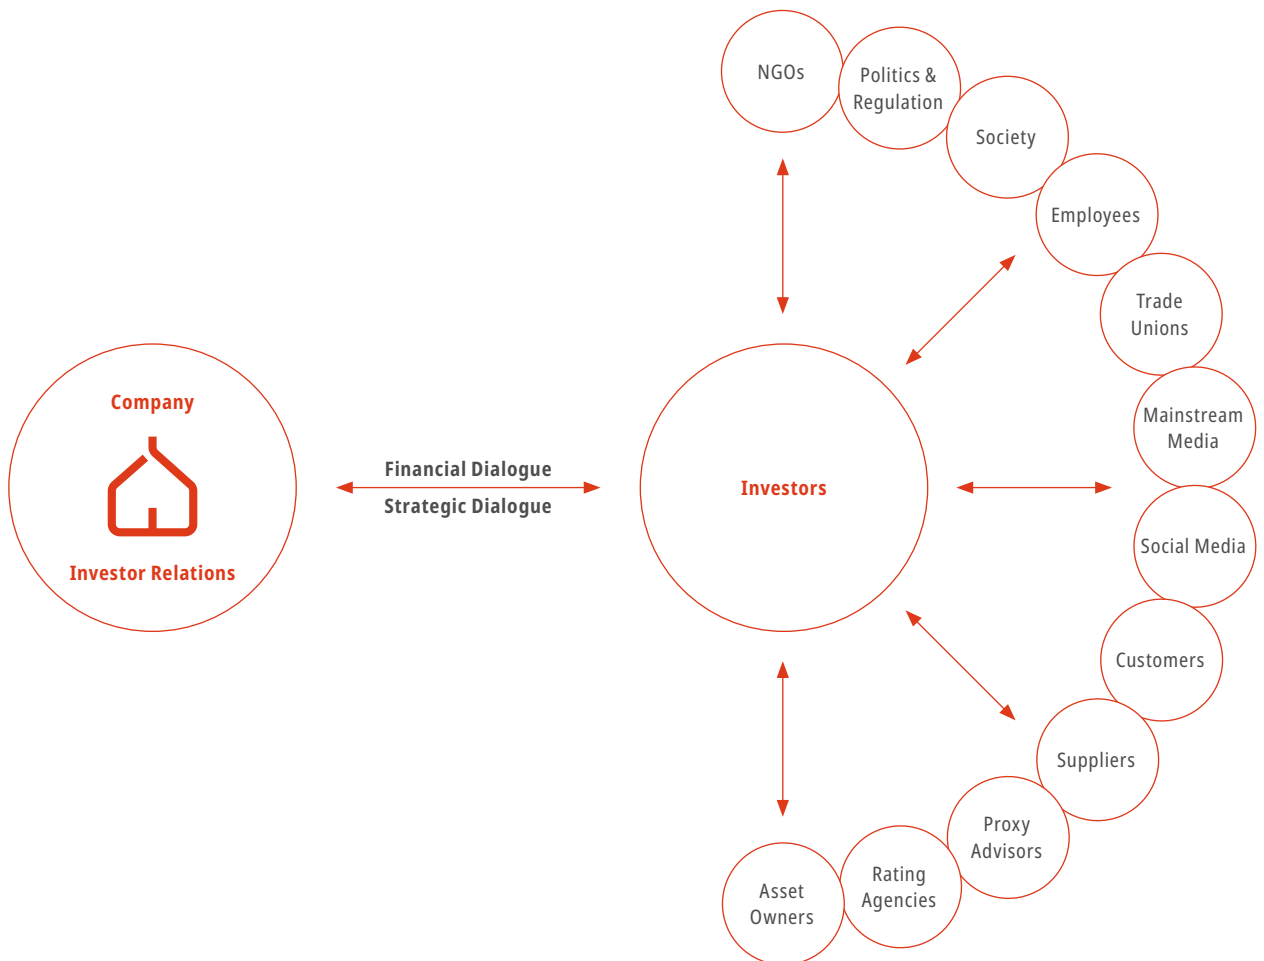 Company
Investor Relations
Financial Dialogue
Strategic Dialogue
Investors
NGOs
Politics &
Regulation
Society
Employees
Trade
Unions
Mainstream
Media
Social Media
Customers
Suppliers
Proxy
Advisors
Rating
Agencies
Asset
Owners